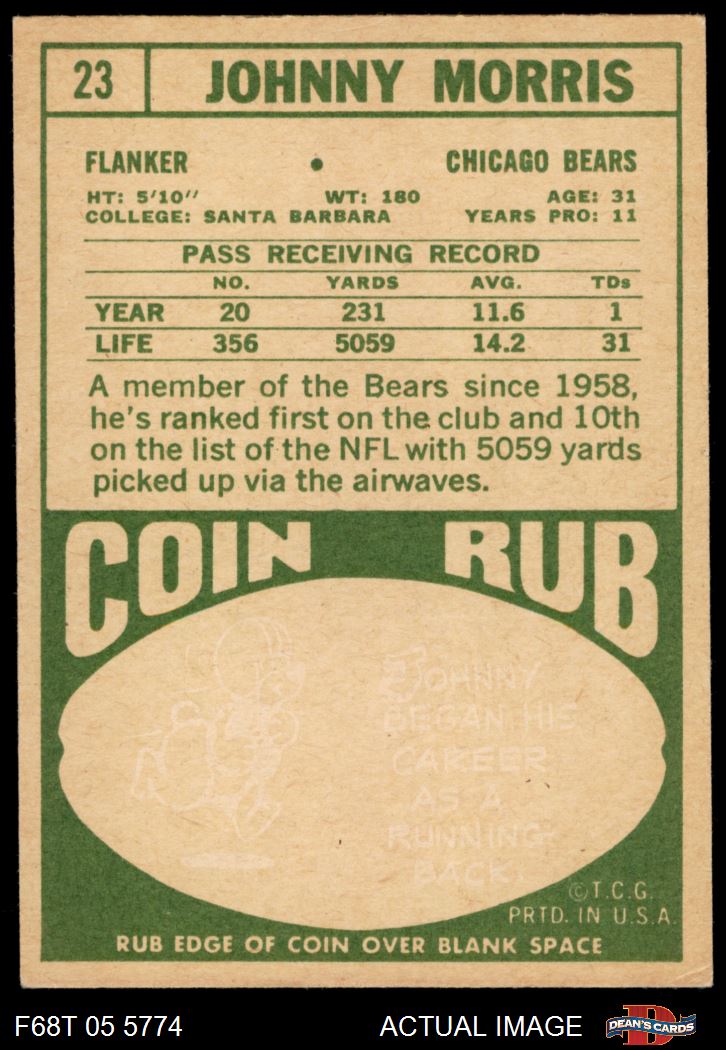 23 JOHNNY MORRIS
FLANKER • CHICAGO BEARS
HT: 5'10" WT: 180 AGE: 31
COLLEGE: SANTA BARBARA YEARS PRO: 11
PASS RECEIVING RECORD
NO. YARDS AVG. TDs
YEAR 20 231 11.6 1
LIFE 356 5059 14.2 31
A member of the Bears since 1958,
he's ranked first on the club and 10th
on the list of the NFL with 5059 yards
picked up via the airwaves.
COIN RUB
JOHNNY
BEGAN HIS
CAREER
AS A
RUNNING
BACK.
©T.C.G.
PRTD. IN U.S.A.
RUB EDGE OF COIN OVER BLANK SPACE
F68T 05 5774 ACTUAL IMAGE DEAN'S CARDS